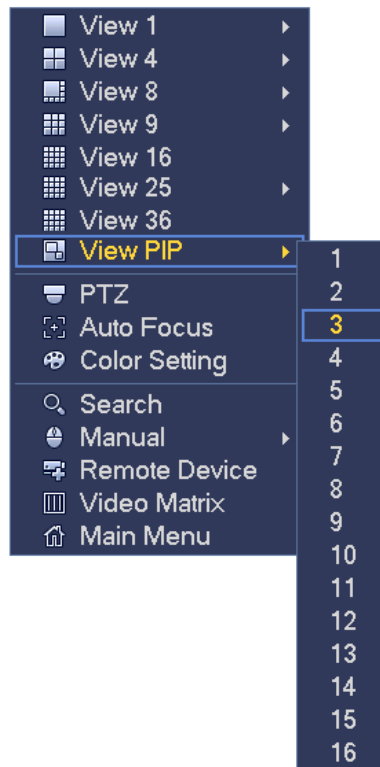 View 1
View 4
View 8
View 9
View 16
View 25
View 36
View PIP
PTZ
Auto Focus
Color Setting
Search
Manual
Remote Device
Video Matrix
Main Menu
1
2
3
4
5
6
7
8
9
10
11
12
13
14
15
16